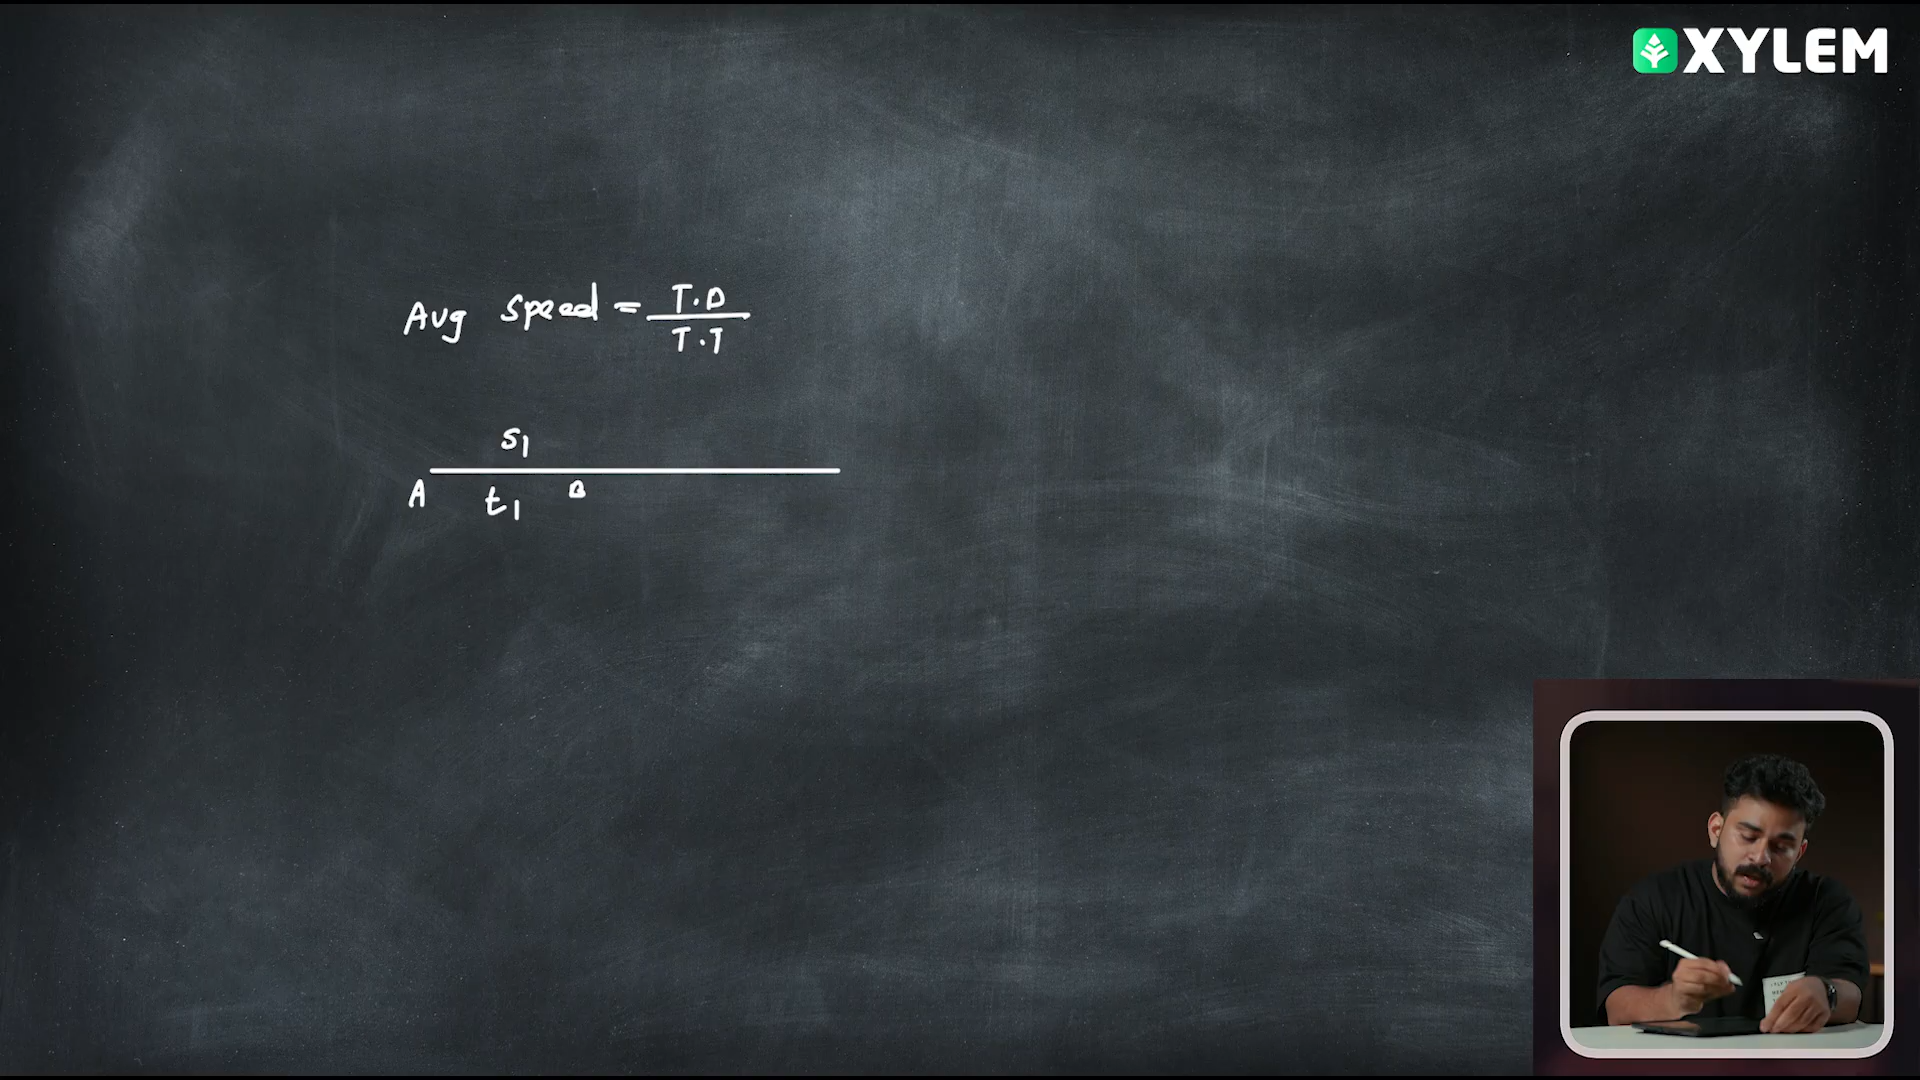 XYLEM
Avg speed = T.D
T.T
s1
A t1 B